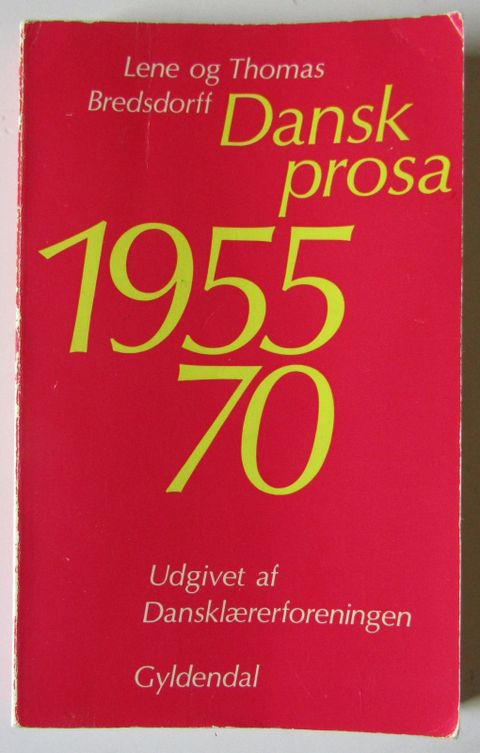 Lene og Thomas
Bredsdorff
Dansk
prosa
1955
70
Udgivet af
Dansklærerforeningen
Gyldendal